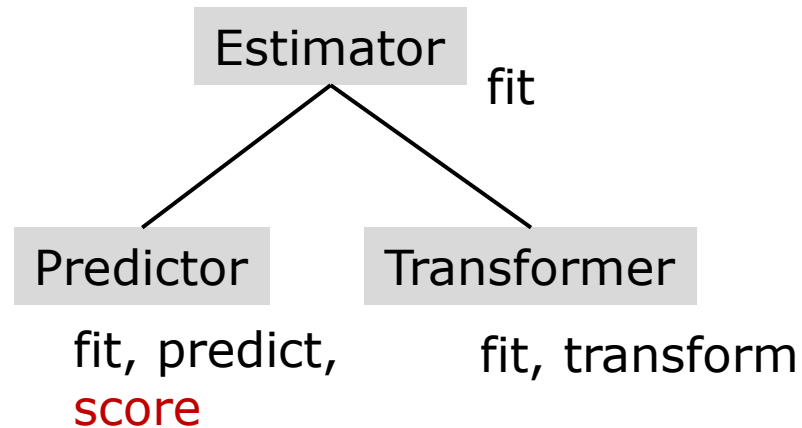 Estimator
fit
Predictor
Transformer
fit, predict,
score
fit, transform